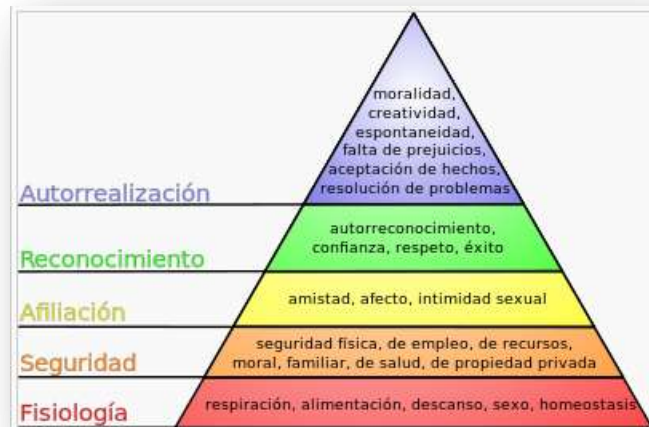 moralidad,
creatividad,
espontaneidad,
falta de prejuicios,
aceptación de hechos,
resolución de problemas
Autorrealización
autorreconocimiento,
confianza, respeto, éxito
Reconocimiento
amistad, afecto, intimidad sexual
Afiliación
seguridad física, de empleo, de recursos,
moral, familiar, de salud, de propiedad privada
Seguridad
respiración, alimentación, descanso, sexo, homeostasis
Fisiología